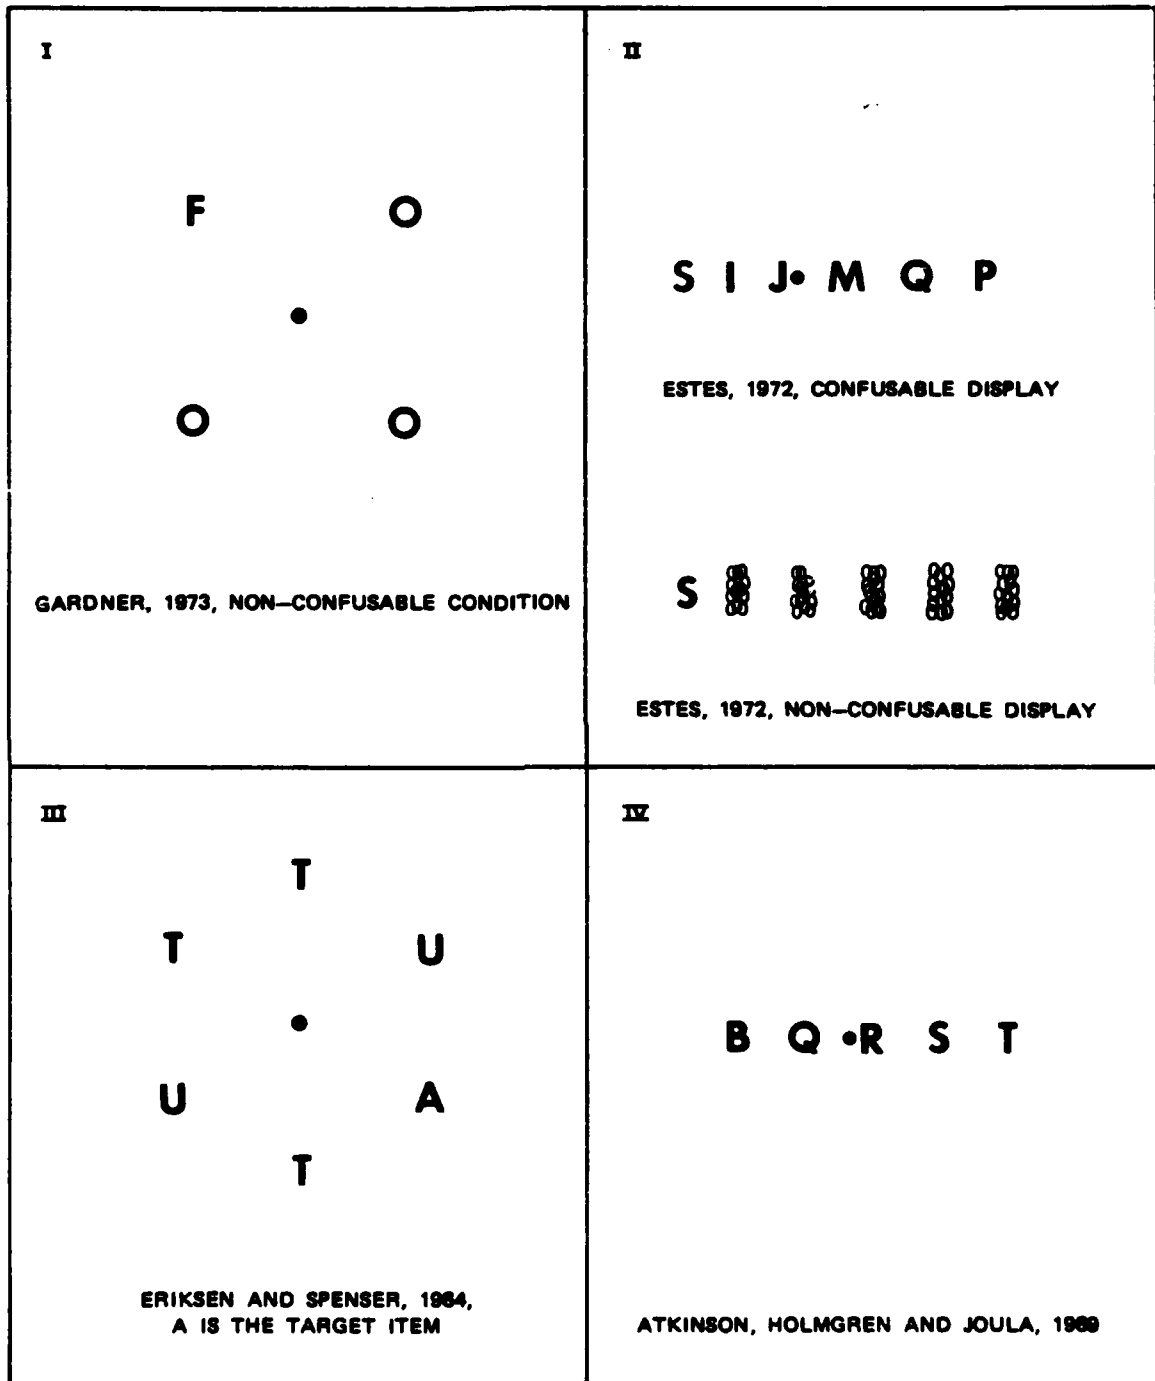 I
F O
O O
GARDNER, 1973, NON-CONFUSABLE CONDITION
II
S I J M Q P
ESTES, 1972, CONFUSABLE DISPLAY
S
ESTES, 1972, NON-CONFUSABLE DISPLAY
III
T
T U
U A
T
ERIKSEN AND SPENSER, 1964,
A IS THE TARGET ITEM
IV
B Q R S T
ATKINSON, HOLMGREN AND JOULA, 1969